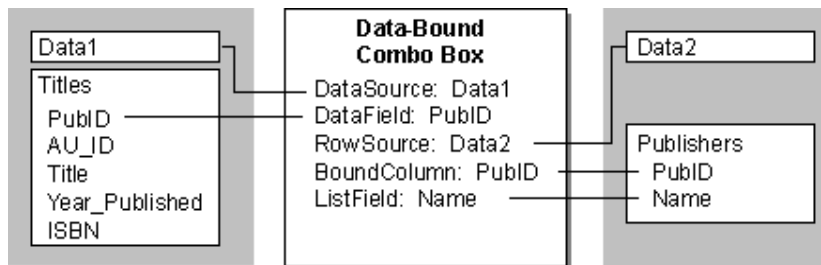 Data1
Titles
PubID
AU_ID
Title
Year_Published
ISBN
Data-Bound
Combo Box
DataSource: Data1
DataField: PubID
RowSource: Data2
BoundColumn: PubID
ListField: Name
Data2
Publishers
PubID
Name